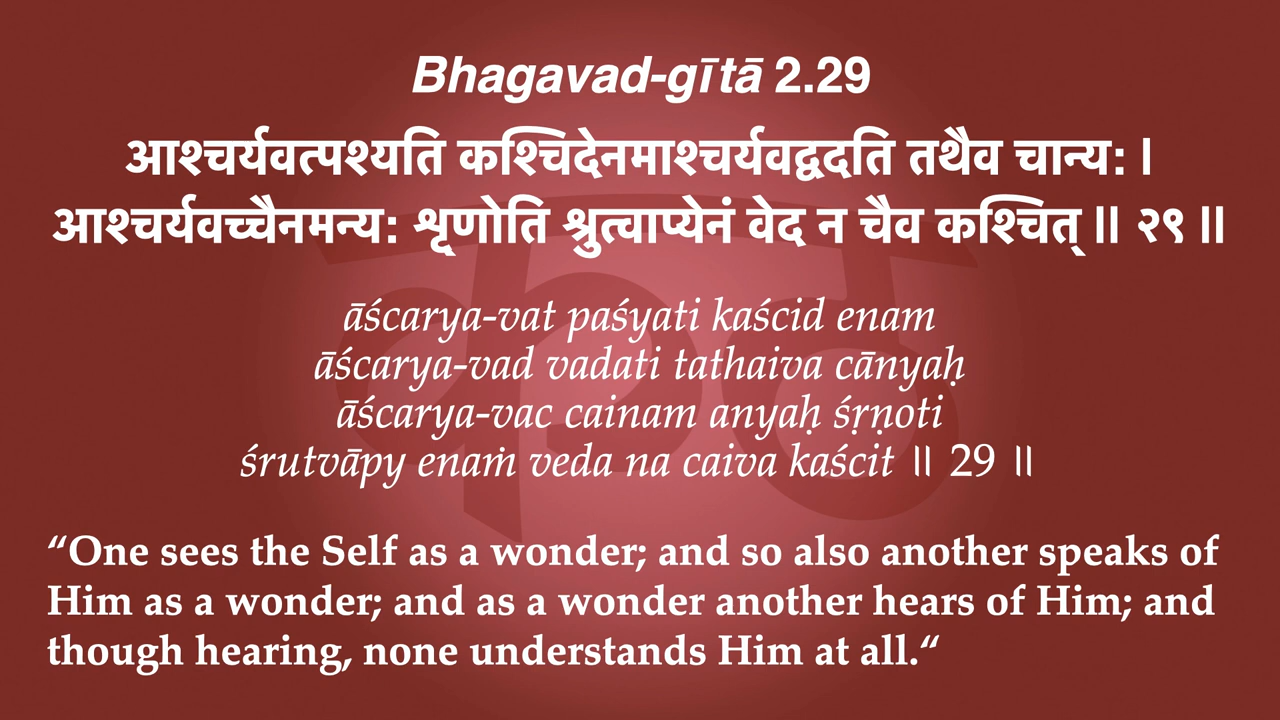 Bhagavad-gītā 2.29
आश्चर्यवत्पश्यति कश्चिदेनमाश्चर्यवद्वदति तथैव चान्यः ।
आश्चर्यवच्चैनमन्यः शृणोति श्रुत्वाप्येनं वेद न चैव कश्चित् ॥ २९ ॥
āścarya-vat paśyati kaścid enam
āścarya-vad vadati tathaiva cānyaḥ
āścarya-vac cainam anyaḥ śṛṇoti
śrutvāpy enaṁ veda na caiva kaścit ॥ 29 ॥
“One sees the Self as a wonder; and so also another speaks of
Him as a wonder; and as a wonder another hears of Him; and
though hearing, none understands Him at all.“
कठ